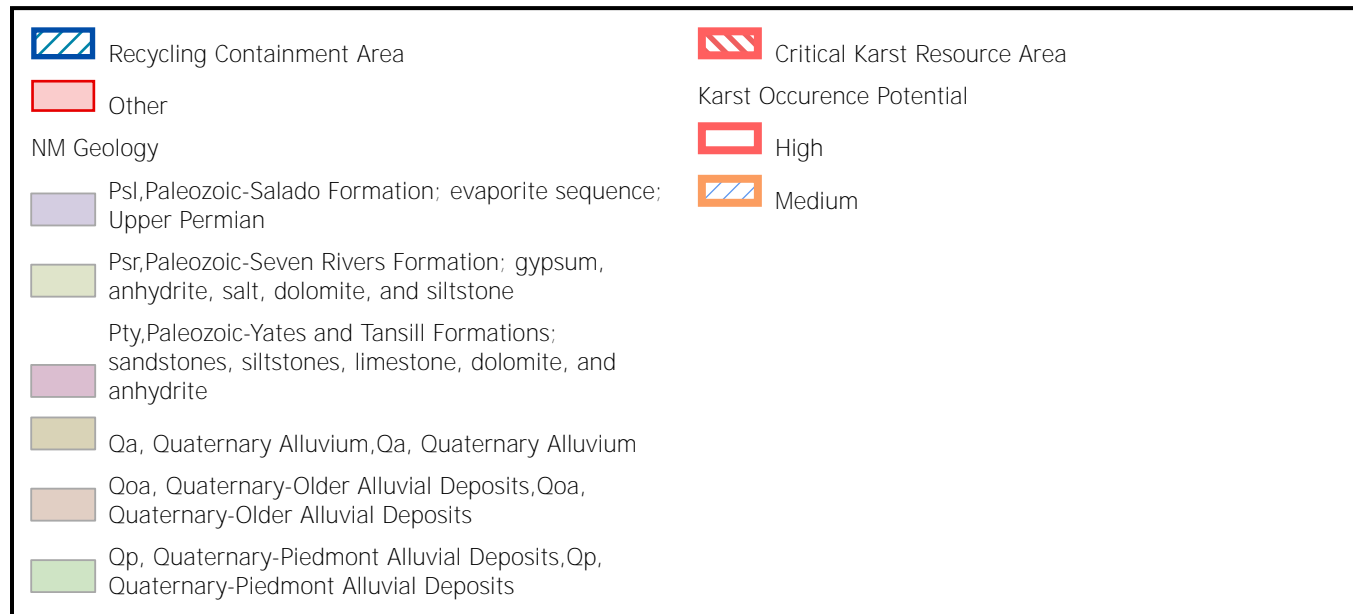 Recycling Containment Area
Other
NM Geology
Psl,Paleozoic-Salado Formation; evaporite sequence;
Upper Permian
Psr,Paleozoic-Seven Rivers Formation; gypsum,
anhydrite, salt, dolomite, and siltstone
Pty,Paleozoic-Yates and Tansill Formations;
sandstones, siltstones, limestone, dolomite, and
anhydrite
Qa, Quaternary Alluvium,Qa, Quaternary Alluvium
Qoa, Quaternary-Older Alluvial Deposits,Qoa,
Quaternary-Older Alluvial Deposits
Qp, Quaternary-Piedmont Alluvial Deposits,Qp,
Quaternary-Piedmont Alluvial Deposits
Critical Karst Resource Area
Karst Occurence Potential
High
Medium